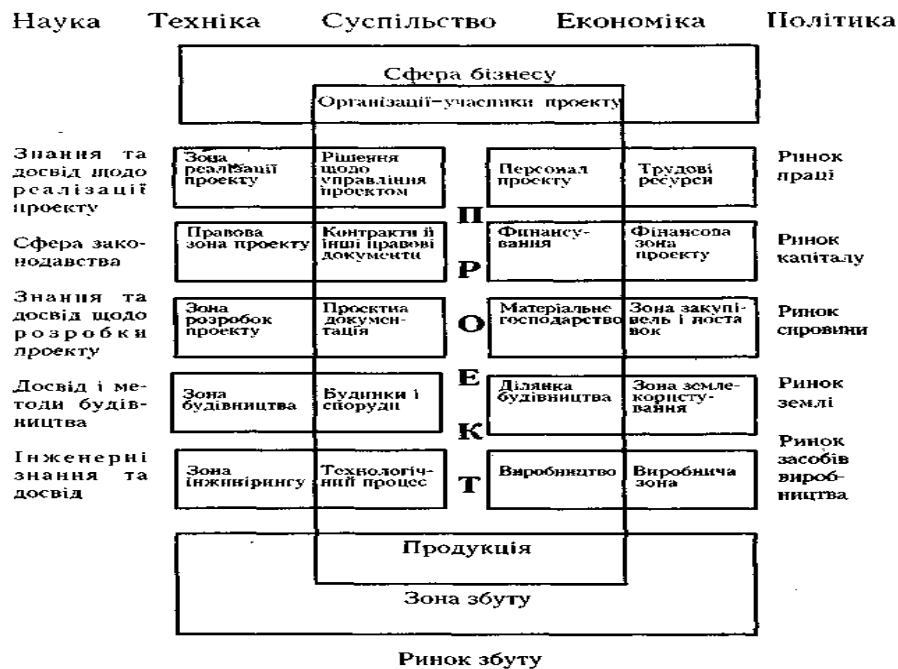 Наука Техніка Суспільство Економіка Політика
Сфера бізнесу
Організації-учасники проекту
Знання та
досвід щодо
реалізації
проекту
Зона
реалізації
проекту
Рішення
щодо
управління
проектом
Персонал
проекту
Трудові
ресурси
Ринок
праці
П
Сфера зако-
нодавства
Правова
зона проекту
Контракти й
інші правові
документи
Р
Финансу-
вання
Фінансова
зона
проекту
Ринок
капіталу
Знання та
досвід щодо
розробки
проекту
Зона
розробок
проекту
Проектна
докумен-
тація
О
Матеріальне
господарство
Зона закупі-
вель і поста
вок
Ринок
сировини
Досвід і ме-
тоди будів-
ництва
Зона
будівництва
Будинки і
споруди
Е
Ділянка
будівництва
Зона земле-
користу-
вання
Ринок
землі
К
Інженерні
знання та
досвід
Зона
інжинірингу
Технологіч-
ний процес
Т
Виробництво
Виробнича
зона
Ринок
засобів
вироб-
ництва
Продукція
Зона збуту
Ринок збуту